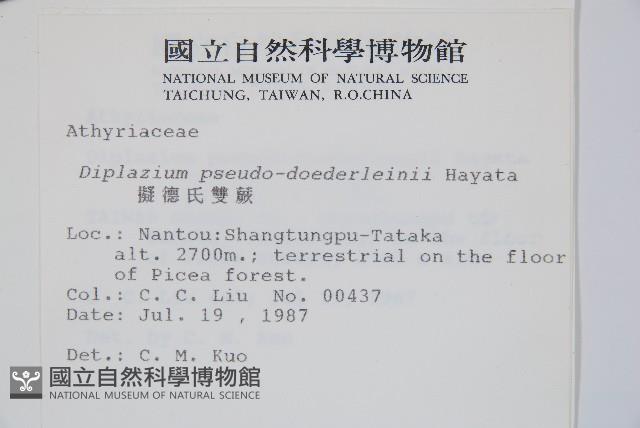 國立自然科學博物館
NATIONAL MUSEUM OF NATURAL SCIENCE
TAICHUNG, TAIWAN, R.O.CHINA
Athyriaceae
Diplazium pseudo-doederleinii Hayata
擬德氏雙蕨
Loc.: Nantou:Shangtungpu-Tataka
alt. 2700m.; terrestrial on the floor
of Picea forest.
Col.: C. C. Liu No. 00437
Date: Jul. 19 , 1987
Det.: C. M. Kuo
國立自然科學博物館
NATIONAL MUSEUM OF NATURAL SCIENCE